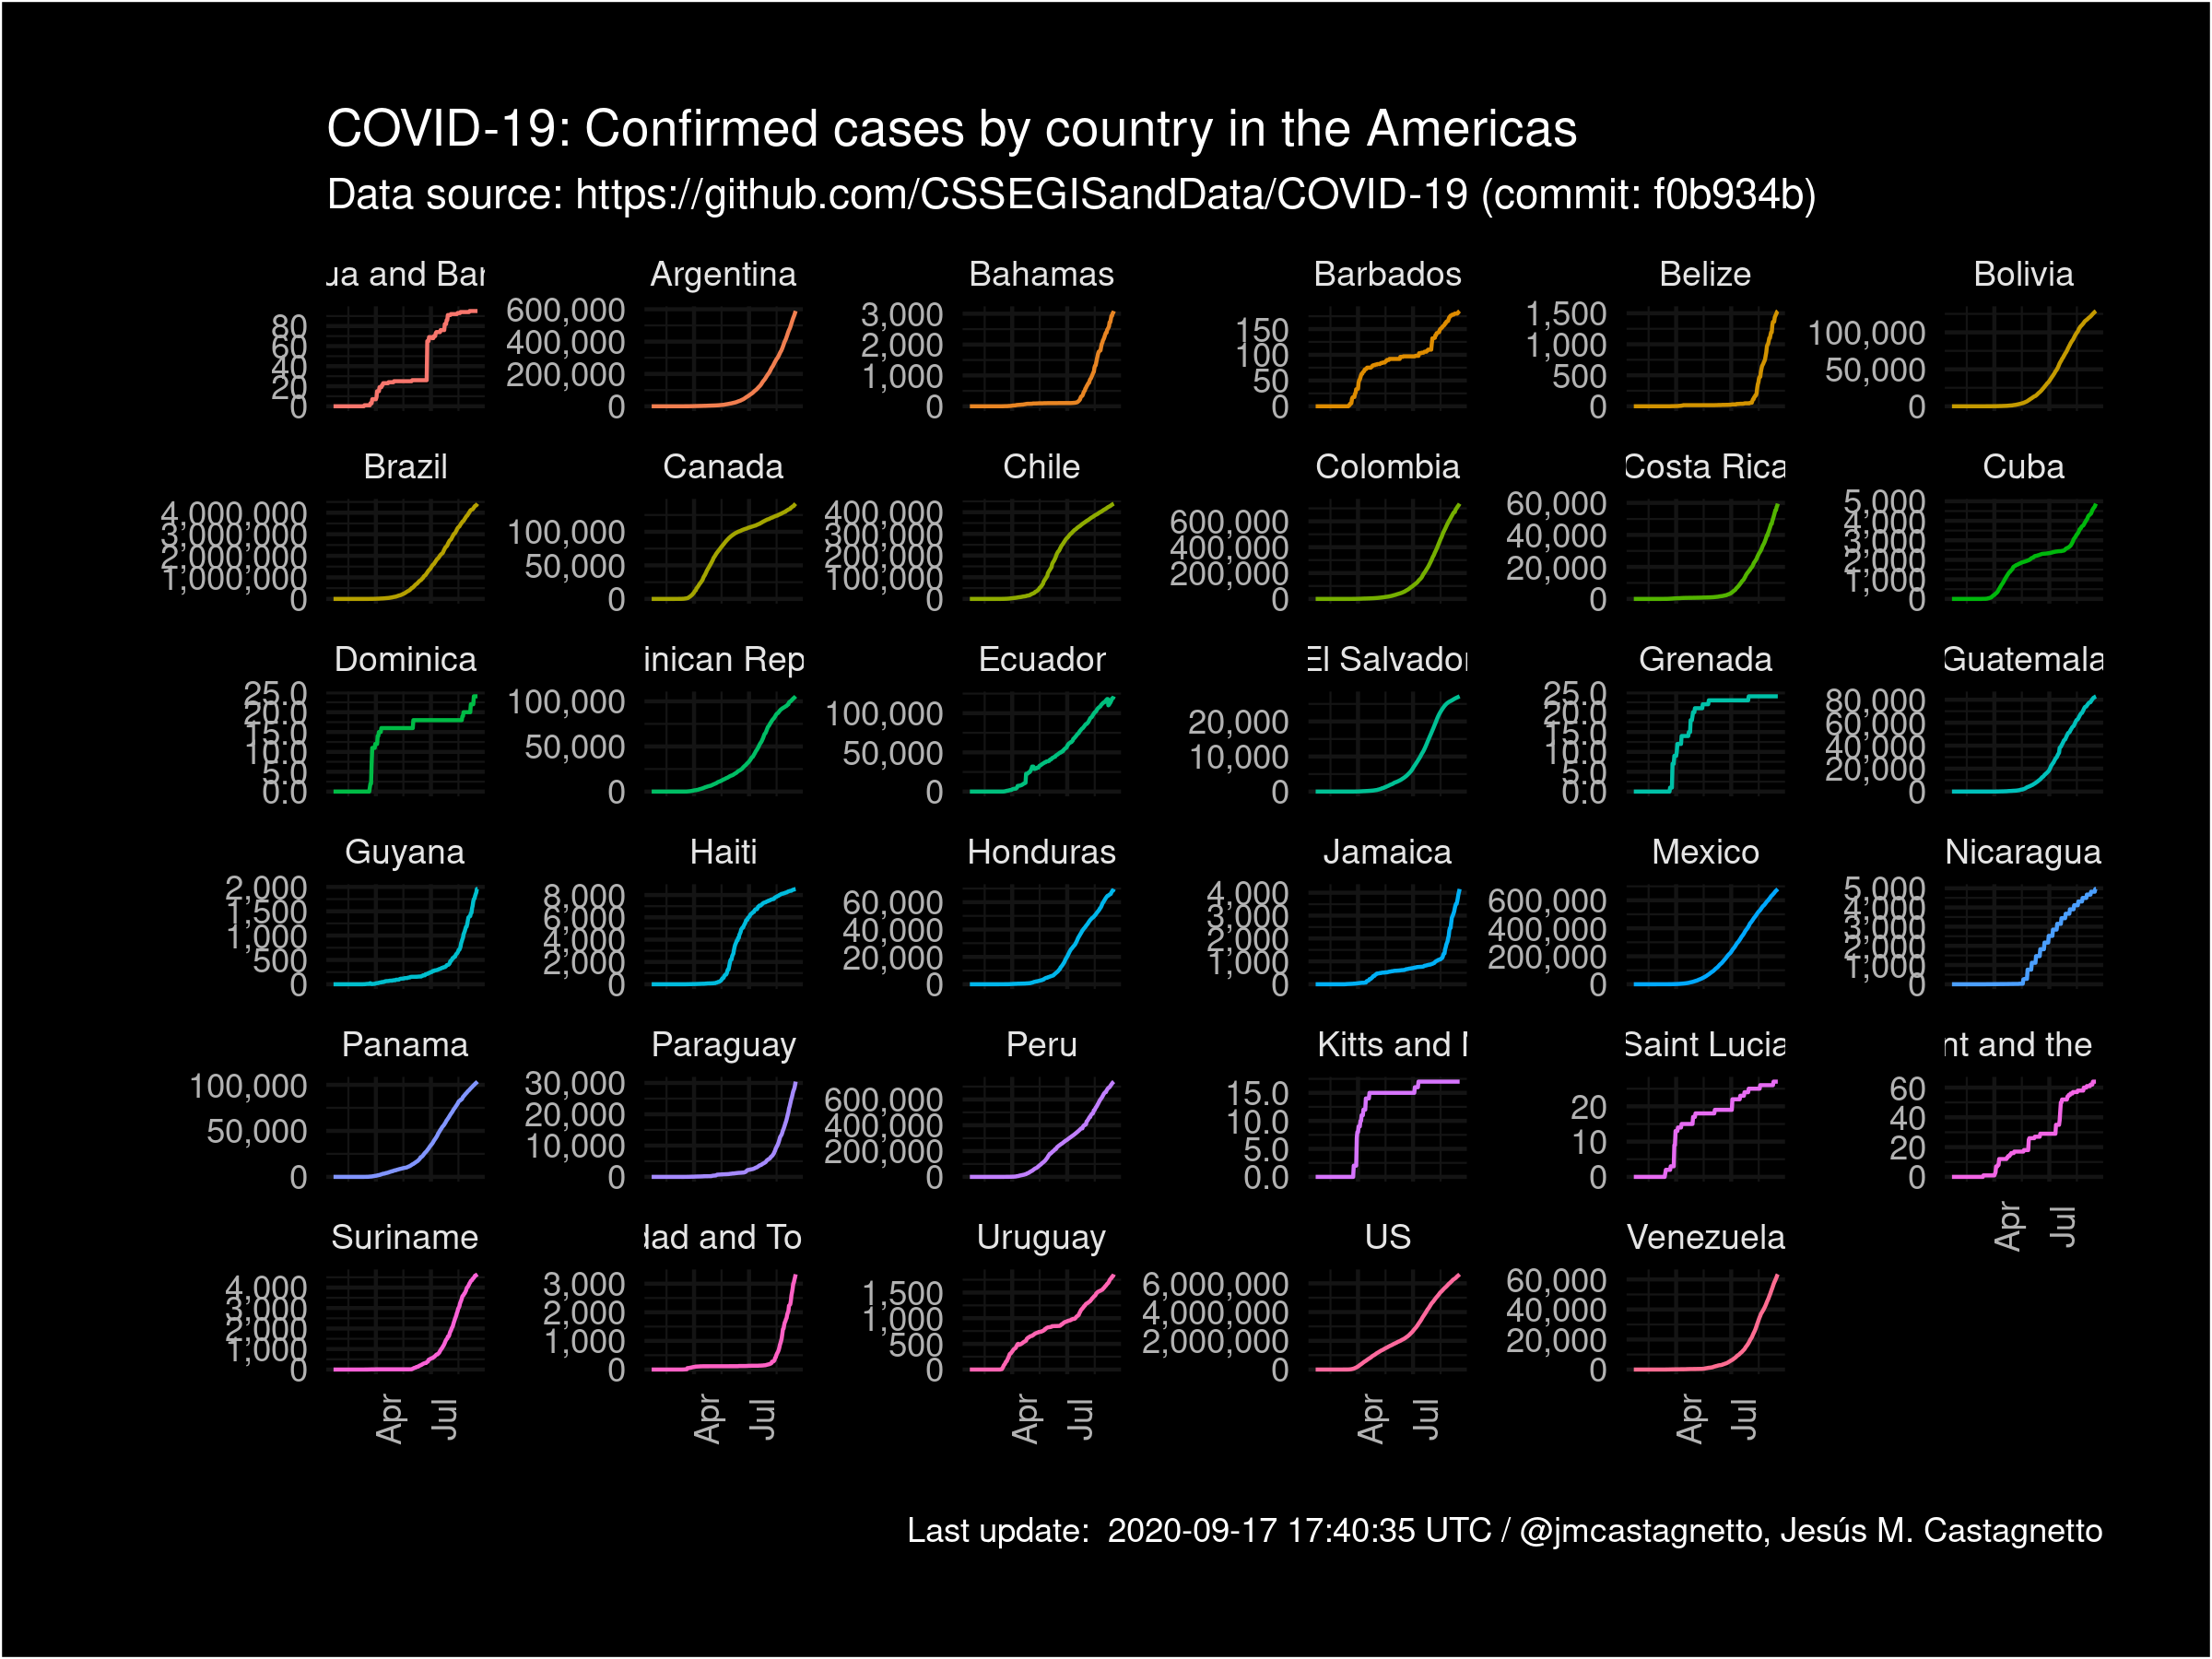 COVID-19: Confirmed cases by country in the Americas
Data source: https://github.com/CSSEGISandData/COVID-19 (commit: f0b934b)
ua and Bar Argentina Bahamas Barbados Belize Bolivia
80 60 40 20 0
600,000 400,000 200,000 0
3,000 2,000 1,000 0
150 100 50 0
1,500 1,000 500 0
100,000 50,000 0
Brazil Canada Chile Colombia Costa Rica Cuba
4,000,000 3,000,000 2,000,000 1,000,000 0
100,000 50,000 0
400,000 300,000 200,000 100,000 0
600,000 400,000 200,000 0
60,000 40,000 20,000 0
5,000 4,000 3,000 2,000 1,000 0
Dominica inican Rep Ecuador El Salvador Grenada Guatemala
25.0 20.0 15.0 10.0 5.0 0.0
100,000 50,000 0
100,000 50,000 0
20,000 10,000 0
25.0 20.0 15.0 10.0 5.0 0.0
80,000 60,000 40,000 20,000 0
Guyana Haiti Honduras Jamaica Mexico Nicaragua
2,000 1,500 1,000 500 0
8,000 6,000 4,000 2,000 0
60,000 40,000 20,000 0
4,000 3,000 2,000 1,000 0
600,000 400,000 200,000 0
5,000 4,000 3,000 2,000 1,000 0
Panama Paraguay Peru Kitts and N Saint Lucia nt and the
100,000 50,000 0
30,000 20,000 10,000 0
600,000 400,000 200,000 0
15.0 10.0 5.0 0.0
20 10 0
60 40 20 0
Apr Jul
Suriname dad and To Uruguay US Venezuela
4,000 3,000 2,000 1,000 0
3,000 2,000 1,000 0
1,500 1,000 500 0
6,000,000 4,000,000 2,000,000 0
60,000 40,000 20,000 0
Apr Jul Apr Jul Apr Jul Apr Jul Apr Jul
Last update:  2020-09-17 17:40:35 UTC / @jmcastagnetto, Jesús M. Castagnetto